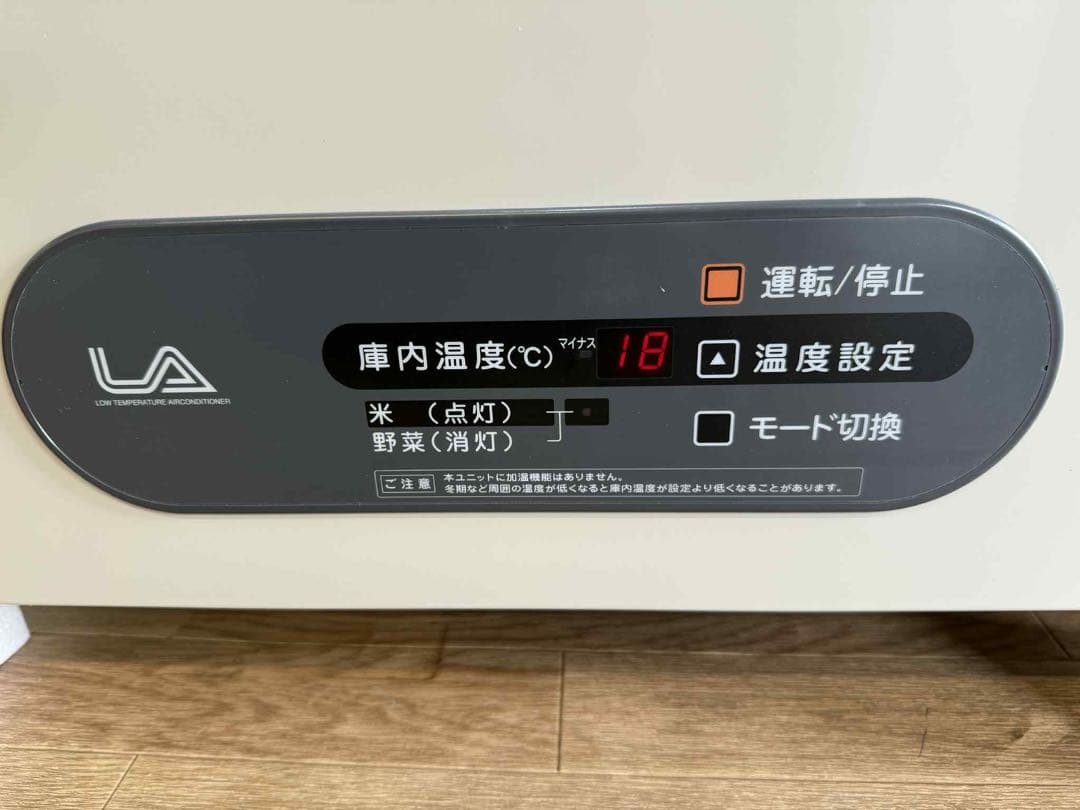 運転/停止
庫内温度(℃) マイナス 18 ▲ 温度設定
LA
LOW TEMPERATURE AIRCONDITIONER
米 (点灯)
野菜(消灯)
モード切換
ご注意
本ユニットに加温機能はありません。
冬期など周囲の温度が低くなると庫内温度が設定より低くなることがあります。